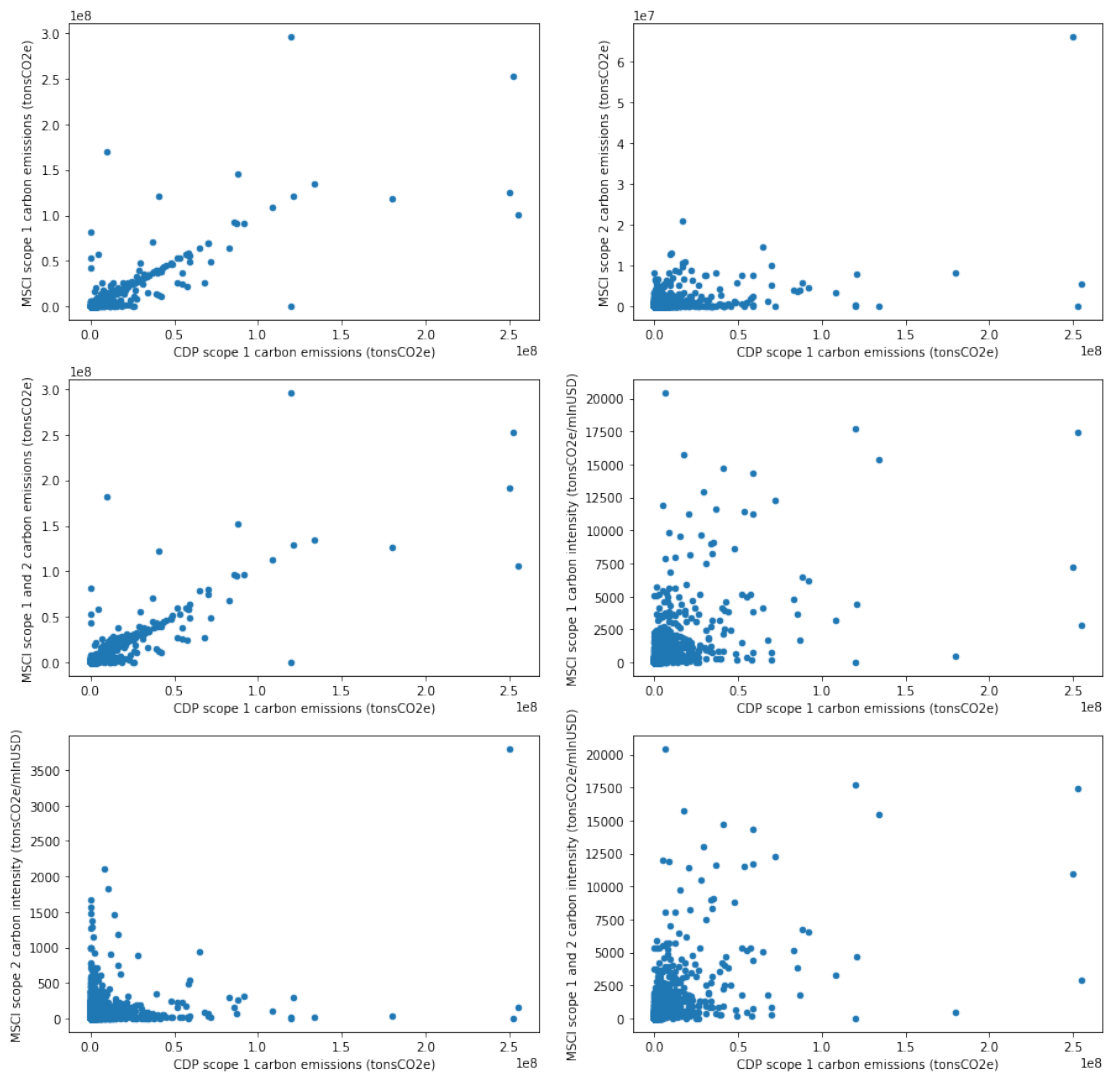 1e8
3.0
2.5
2.0
1.5
1.0
0.5
0.0
MSCI scope 1 carbon emissions (tonsCO2e)
0.0 0.5 1.0 1.5 2.0 2.5
1e8
CDP scope 1 carbon emissions (tonsCO2e)
1e7
6
5
4
3
2
1
0
MSCI scope 2 carbon emissions (tonsCO2e)
0.0 0.5 1.0 1.5 2.0 2.5
1e8
CDP scope 1 carbon emissions (tonsCO2e)
1e8
3.0
2.5
2.0
1.5
1.0
0.5
0.0
MSCI scope 1 and 2 carbon emissions (tonsCO2e)
0.0 0.5 1.0 1.5 2.0 2.5
1e8
CDP scope 1 carbon emissions (tonsCO2e)
20000
17500
15000
12500
10000
7500
5000
2500
0
MSCI scope 1 carbon intensity (tonsCO2e/mlnUSD)
0.0 0.5 1.0 1.5 2.0 2.5
1e8
CDP scope 1 carbon emissions (tonsCO2e)
3500
3000
2500
2000
1500
1000
500
0
MSCI scope 2 carbon intensity (tonsCO2e/mlnUSD)
0.0 0.5 1.0 1.5 2.0 2.5
1e8
CDP scope 1 carbon emissions (tonsCO2e)
20000
17500
15000
12500
10000
7500
5000
2500
0
MSCI scope 1 and 2 carbon intensity (tonsCO2e/mlnUSD)
0.0 0.5 1.0 1.5 2.0 2.5
1e8
CDP scope 1 carbon emissions (tonsCO2e)